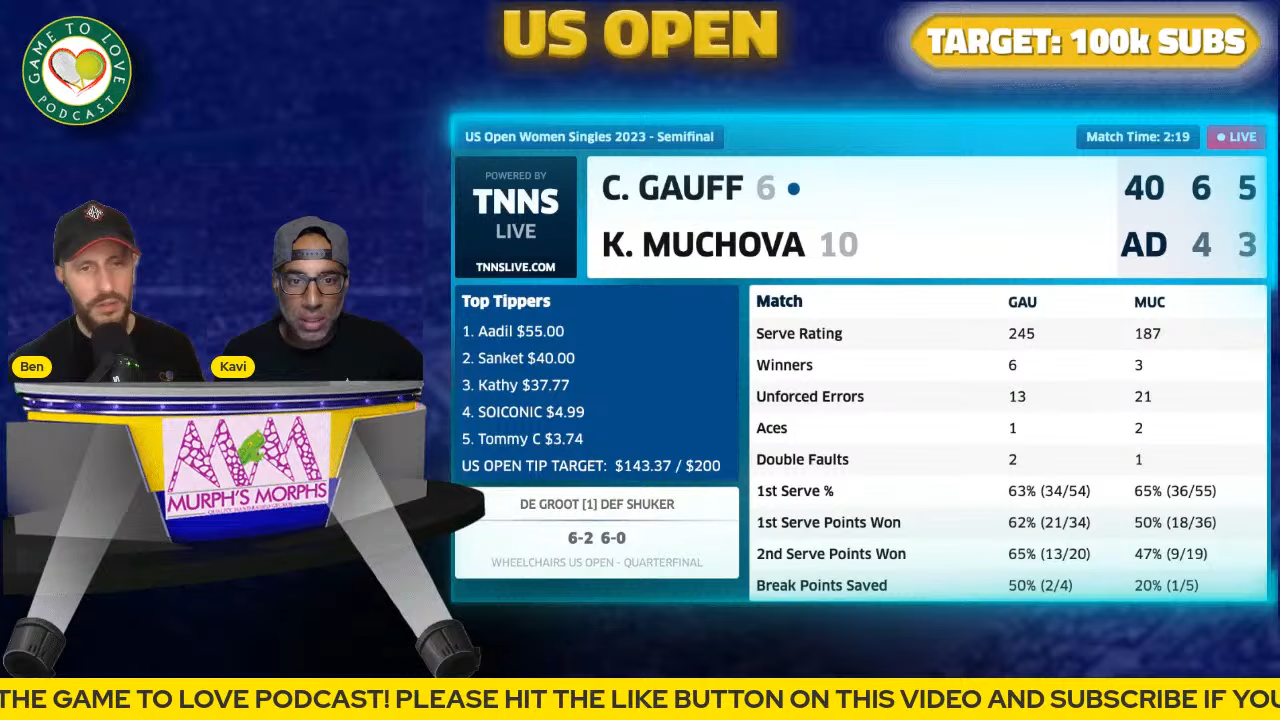 GAME TO LOVE
PODCAST
US OPEN
TARGET: 100k SUBS
US Open Women Singles 2023 - Semifinal
Match Time: 2:19
LIVE
POWERED BY
TNNS
LIVE
TNNSLIVE.COM
C. GAUFF 6 40 6 5
K. MUCHOVA 10 AD 4 3
Top Tippers
1. Aadil $55.00
2. Sanket $40.00
3. Kathy $37.77
4. SOICONIC $4.99
5. Tommy C $3.74
US OPEN TIP TARGET: $143.37 / $200
DE GROOT [1] DEF SHUKER
6-2 6-0
WHEELCHAIRS US OPEN - QUARTERFINAL
Match GAU MUC
Serve Rating 245 187
Winners 6 3
Unforced Errors 13 21
Aces 1 2
Double Faults 2 1
1st Serve % 63% (34/54) 65% (36/55)
1st Serve Points Won 62% (21/34) 50% (18/36)
2nd Serve Points Won 65% (13/20) 47% (9/19)
Break Points Saved 50% (2/4) 20% (1/5)
Ben
Kavi
MM
MURPH'S MORPHS
THE GAME TO LOVE PODCAST! PLEASE HIT THE LIKE BUTTON ON THIS VIDEO AND SUBSCRIBE IF YOU